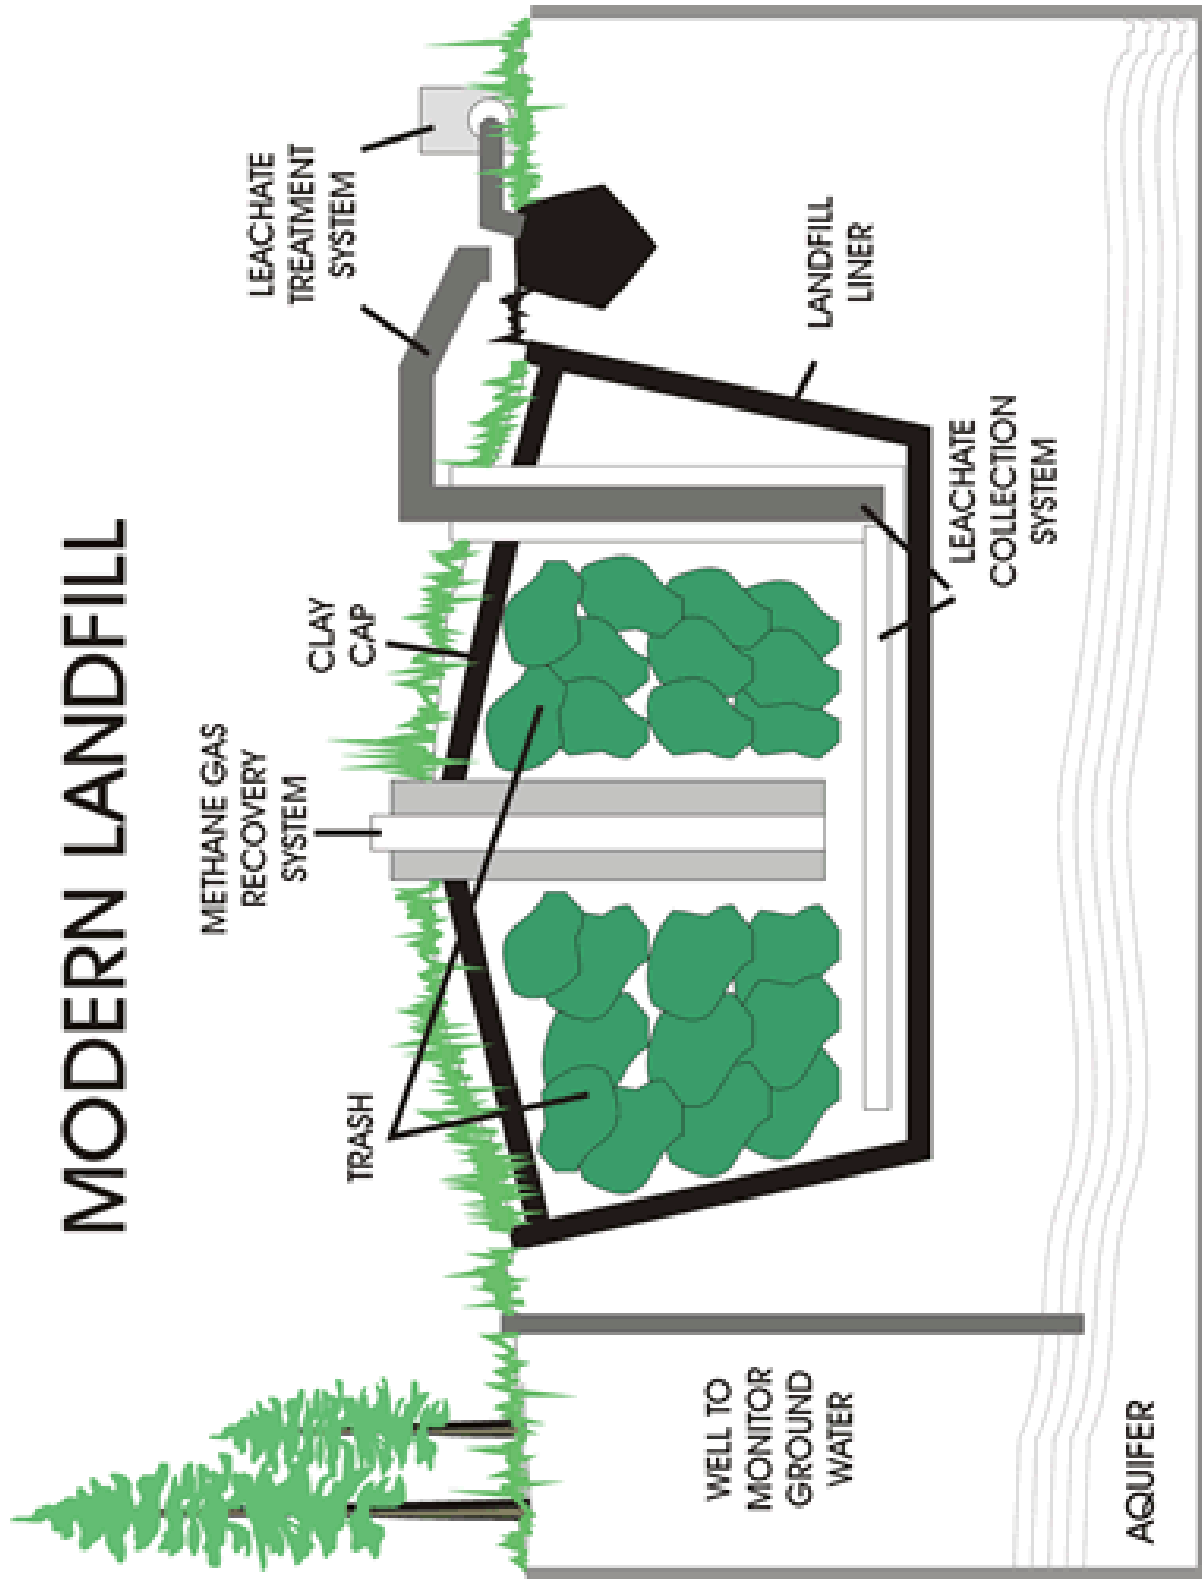 MODERN LANDFILL
METHANE GAS
RECOVERY
SYSTEM
LEACHATE
TREATMENT
SYSTEM
CLAY
CAP
TRASH
WELL TO
MONITOR
GROUND
WATER
LANDFILL
LINER
LEACHATE
COLLECTION
SYSTEM
AQUIFER